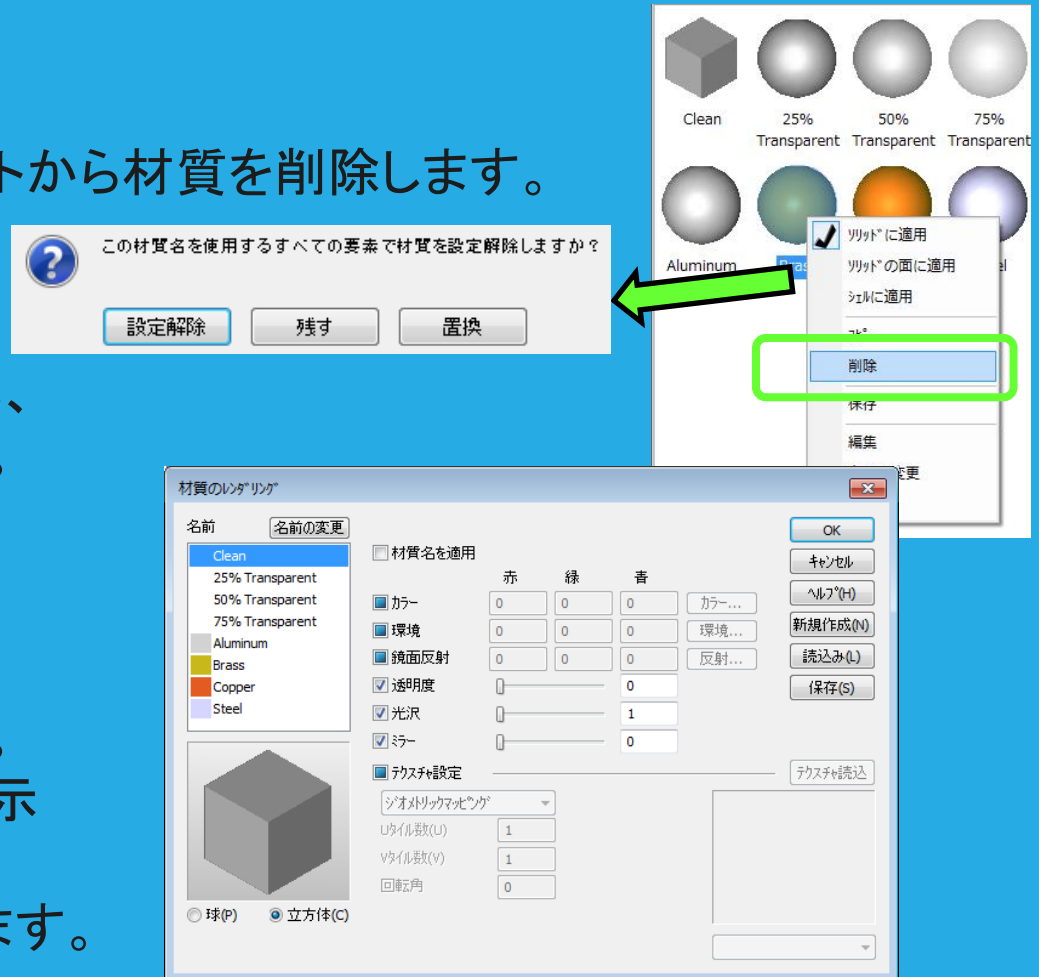 Clean
25% Transparent
50% Transparent
75% Transparent
Aluminum
トから材質を削除します。
この材質名を使用するすべての要素で材質を設定解除しますか？
設定解除 残す 置換
ｿﾘｯﾄﾞに適用
ｿﾘｯﾄﾞの面に適用
ｼｪﾙに適用
削除
保存
編集
変更
、
。
。
示
ます。
材質のﾚﾝﾀﾞﾘﾝｸﾞ
名前 名前の変更
Clean
25% Transparent
50% Transparent
75% Transparent
Aluminum
Brass
Copper
Steel
球(P) 立方体(C)
材質名を適用
赤 緑 青
ｶﾗｰ 0 0 0 ｶﾗｰ...
環境 0 0 0 環境...
鏡面反射 0 0 0 反射...
透明度 0
光沢 1
ﾐﾗｰ 0
ﾃｸｽﾁｬ設定 ﾃｸｽﾁｬ読込
ｼﾞｵﾒﾄﾘｯｸﾏｯﾋﾟﾝｸﾞ
Uﾀｲﾙ数(U) 1
Vﾀｲﾙ数(V) 1
回転角 0
OK
ｷｬﾝｾﾙ
ﾍﾙﾌﾟ(H)
新規作成(N)
読込み(L)
保存(S)